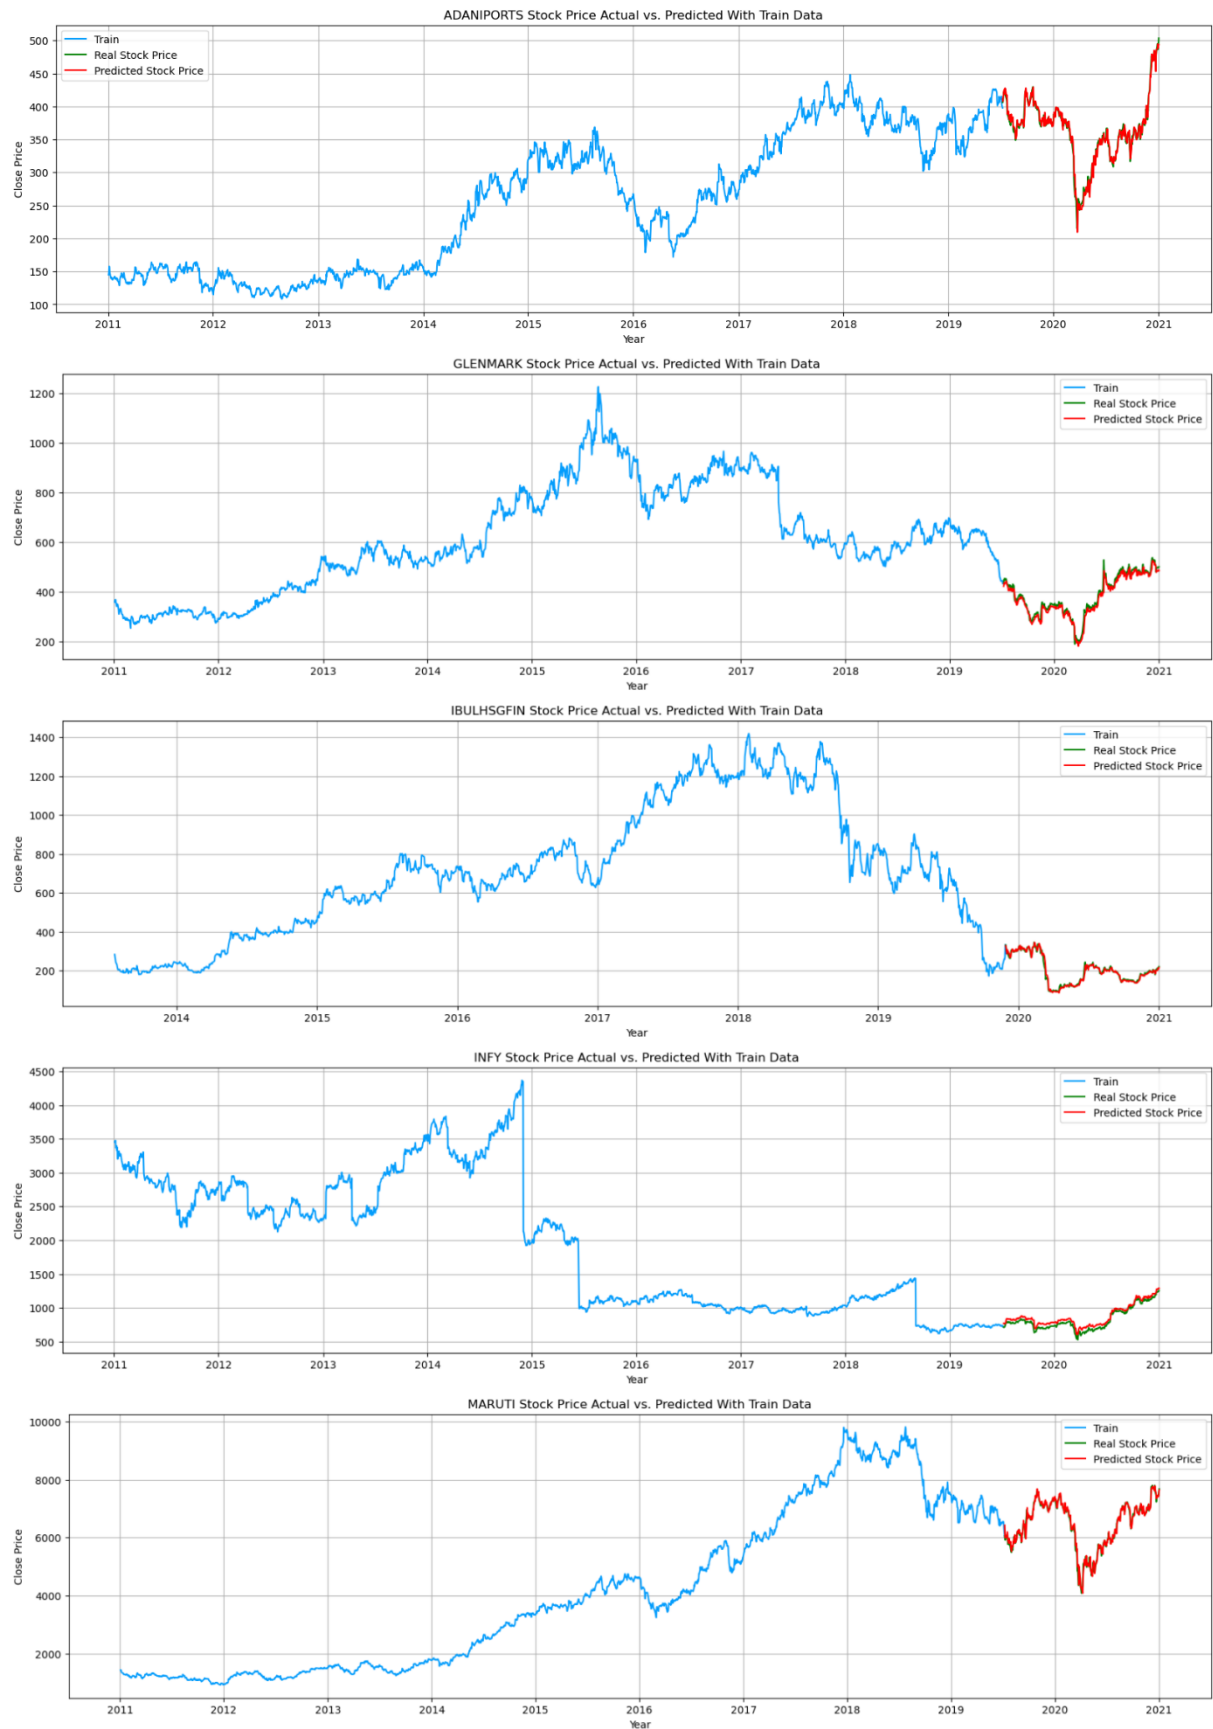 ADANIPORTS Stock Price Actual vs. Predicted With Train Data
Train
Real Stock Price
Predicted Stock Price
Close Price
500
450
400
350
300
250
200
150
100
2011 2012 2013 2014 2015 2016 2017 2018 2019 2020 2021
Year
GLENMARK Stock Price Actual vs. Predicted With Train Data
Train
Real Stock Price
Predicted Stock Price
Close Price
1200
1000
800
600
400
200
2011 2012 2013 2014 2015 2016 2017 2018 2019 2020 2021
Year
IBULHSGFIN Stock Price Actual vs. Predicted With Train Data
Train
Real Stock Price
Predicted Stock Price
Close Price
1400
1200
1000
800
600
400
200
2014 2015 2016 2017 2018 2019 2020 2021
Year
INFY Stock Price Actual vs. Predicted With Train Data
Train
Real Stock Price
Predicted Stock Price
Close Price
4500
4000
3500
3000
2500
2000
1500
1000
500
2011 2012 2013 2014 2015 2016 2017 2018 2019 2020 2021
Year
MARUTI Stock Price Actual vs. Predicted With Train Data
Train
Real Stock Price
Predicted Stock Price
Close Price
10000
8000
6000
4000
2000
2011 2012 2013 2014 2015 2016 2017 2018 2019 2020 2021
Year